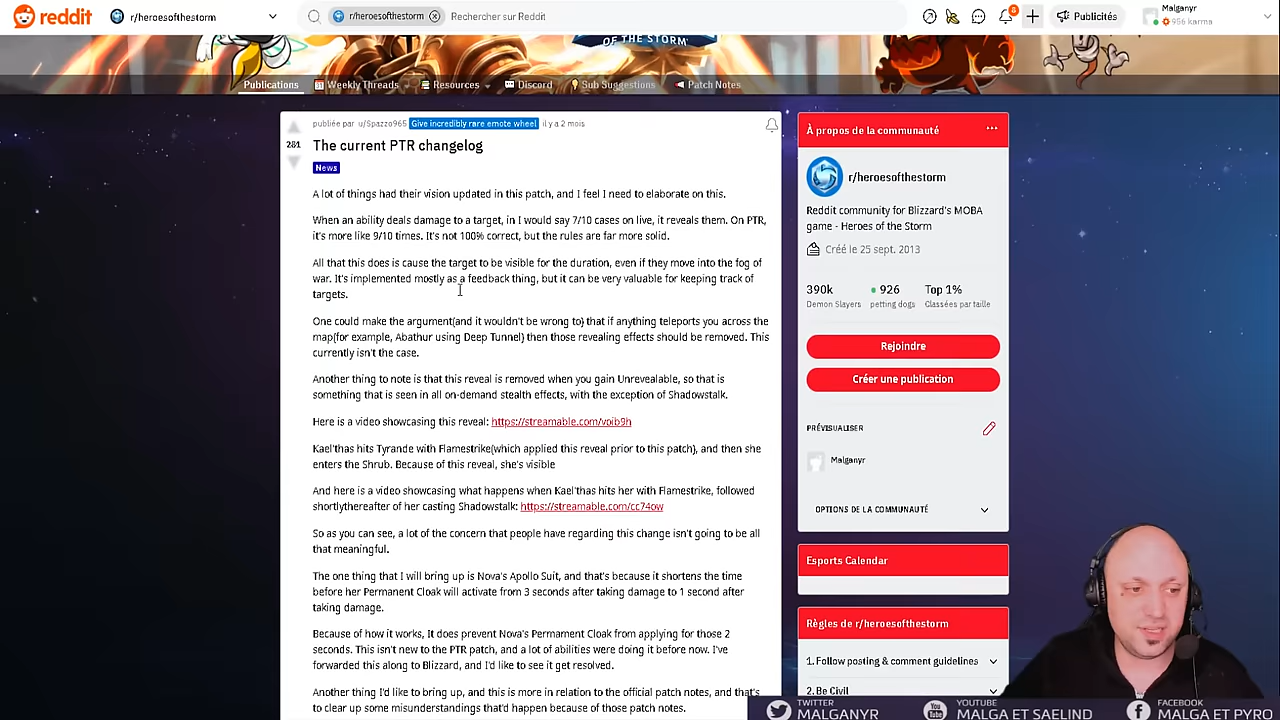 reddit
r/heroesofthestorm
r/heroesofthestorm
Rechercher sur Reddit
8
Publicités
Malganyr
956 karma
OF THE STORM
Publications
Weekly Threads
Resources
Discord
Sub Suggestions
Patch Notes
281
publiée par u/Spazzo965 Give incredibly rare emote wheel il y a 2 mois
The current PTR changelog
News
A lot of things had their vision updated in this patch, and I feel I need to elaborate on this.
When an ability deals damage to a target, in I would say 7/10 cases on live, it reveals them. On PTR,
it's more like 9/10 times. It's not 100% correct, but the rules are far more solid.
All that this does is cause the target to be visible for the duration, even if they move into the fog of
war. It's implemented mostly as a feedback thing, but it can be very valuable for keeping track of
targets.
One could make the argument(and it wouldn't be wrong to) that if anything teleports you across the
map(for example, Abathur using Deep Tunnel) then those revealing effects should be removed. This
currently isn't the case.
Another thing to note is that this reveal is removed when you gain Unrevealable, so that is
something that is seen in all on-demand stealth effects, with the exception of Shadowstalk.
Here is a video showcasing this reveal: https://streamable.com/voib9h
Kael'thas hits Tyrande with Flamestrike(which applied this reveal prior to this patch), and then she
enters the Shrub. Because of this reveal, she's visible
And here is a video showcasing what happens when Kael'thas hits her with Flamestrike, followed
shortlythereafter of her casting Shadowstalk: https://streamable.com/cc74ow
So as you can see, a lot of the concern that people have regarding this change isn't going to be all
that meaningful.
The one thing that I will bring up is Nova's Apollo Suit, and that's because it shortens the time
before her Permanent Cloak will activate from 3 seconds after taking damage to 1 second after
taking damage.
Because of how it works, It does prevent Nova's Permament Cloak from applying for those 2
seconds. This isn't new to the PTR patch, and a lot of abilities were doing it before now. I've
forwarded this along to Blizzard, and I'd like to see it get resolved.
Another thing I'd like to bring up, and this is more in relation to the official patch notes, and that's
to clear up some misunderstandings that'd happen because of those patch notes.
À propos de la communauté
r/heroesofthestorm
Reddit community for Blizzard's MOBA
game - Heroes of the Storm
Créé le 25 sept. 2013
390k
926
Top 1%
Demon Slayers
petting dogs
Classées par taille
Rejoindre
Créer une publication
PRÉVISUALISER
Malganyr
OPTIONS DE LA COMMUNAUTÉ
Esports Calendar
Règles de r/heroesofthestorm
1. Follow posting & comment guidelines
2. Be Civil
TWITTER
MALGANYR
YOUTUBE
MALGA ET SAELIND
FACEBOOK
MALGA ET PYRO